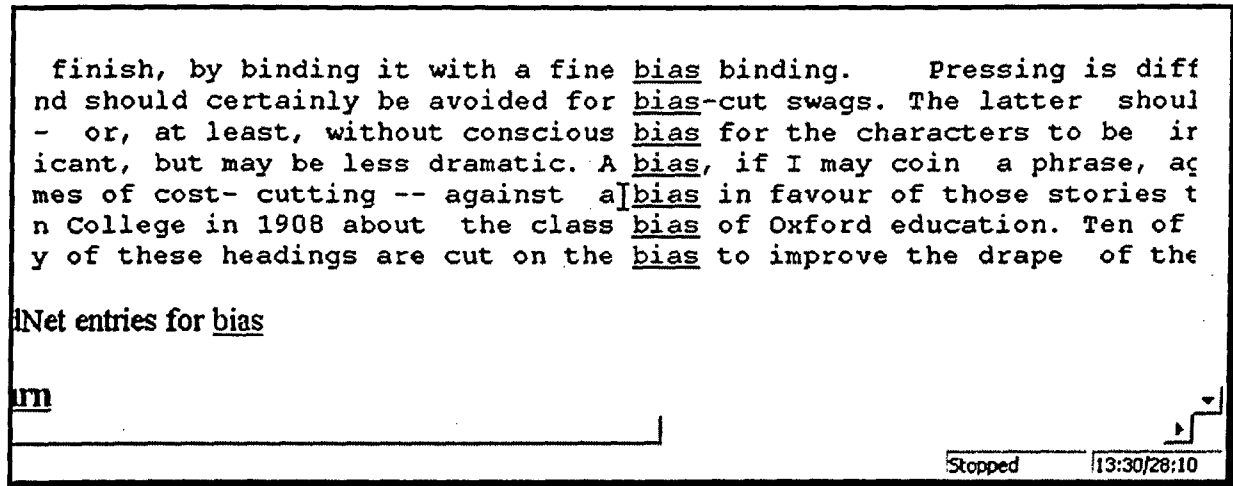 finish, by binding it with a fine bias binding. Pressing is diff
nd should certainly be avoided for bias-cut swags. The latter shoul
- or, at least, without conscious bias for the characters to be ir
icant, but may be less dramatic. A bias, if I may coin a phrase, ag
mes of cost- cutting -- against a bias in favour of those stories t
n College in 1908 about the class bias of Oxford education. Ten of
y of these headings are cut on the bias to improve the drape of the
dNet entries for bias
urn
Stopped 13:30/28:10